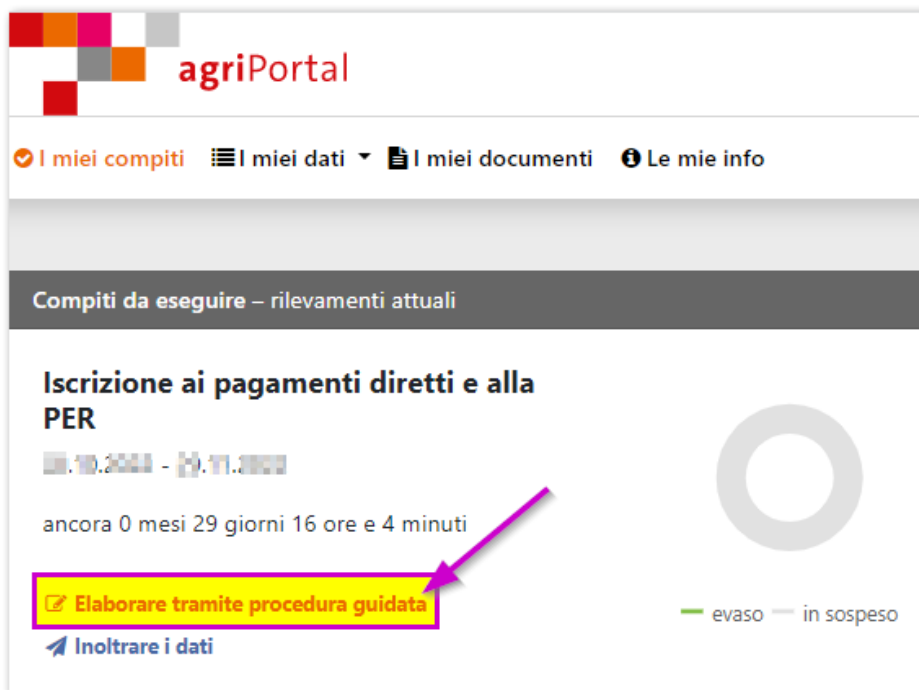 agriPortal
I miei compiti I miei dati I miei documenti Le mie info
Compiti da eseguire – rilevamenti attuali
Iscrizione ai pagamenti diretti e alla
PER
ancora 0 mesi 29 giorni 16 ore e 4 minuti
Elaborare tramite procedura guidata
evaso in sospeso
Inoltrare i dati